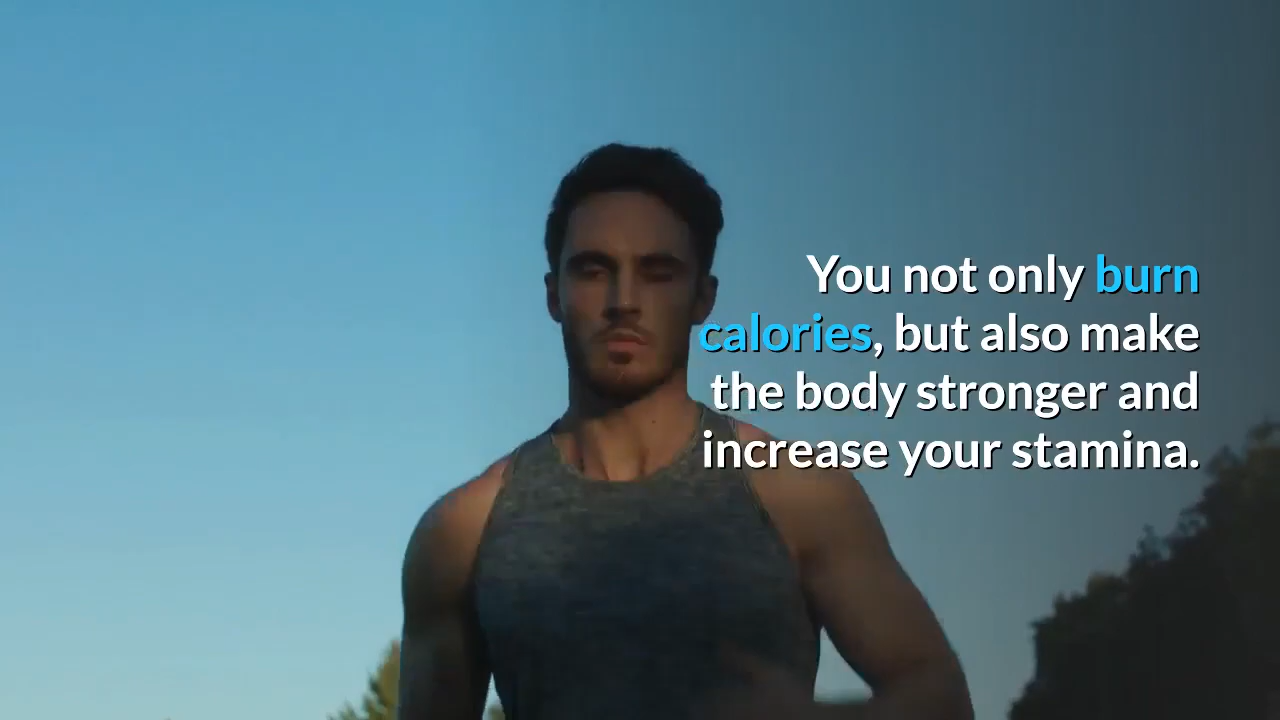 You not only burn
calories, but also make
the body stronger and
increase your stamina.